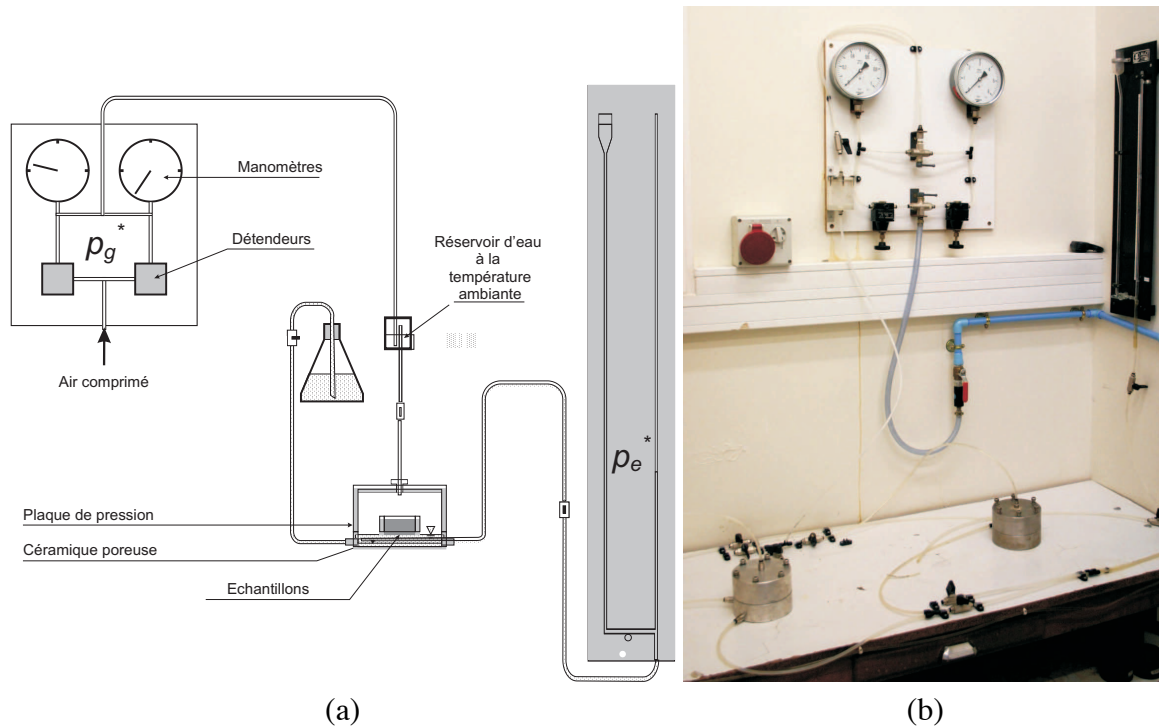 Manomètres
p_g*
Détendeurs
Réservoir d'eau
à la
température
ambiante
Air comprimé
p_e*
Plaque de pression
Céramique poreuse
Echantillons
(a)
(b)